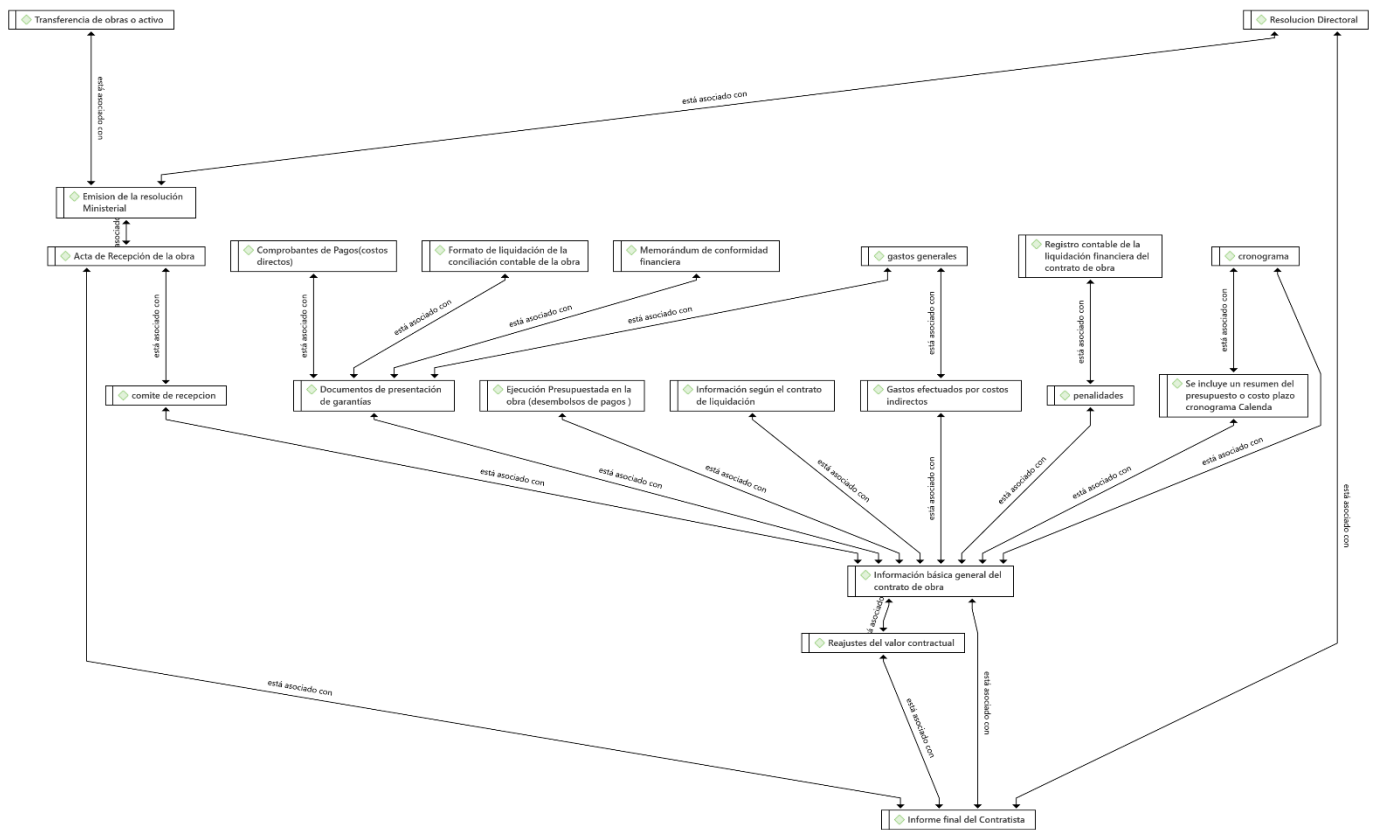 Transferencia de obras o activo
Resolucion Directoral
está asociado con
está asociado con
Emision de la resolución
Ministerial
asociado
Acta de Recepción de la obra
Comprobantes de Pagos(costos
directos)
Formato de liquidación de la
conciliación contable de la obra
Memorándum de conformidad
financiera
gastos generales
Registro contable de la
liquidación financiera del
contrato de obra
cronograma
está asociado con
está asociado con
está asociado con
está asociado con
está asociado con
está asociado con
está asociado con
está asociado con
comite de recepcion
Documentos de presentación
de garantías
Ejecución Presupuestada en la
obra (desembolsos de pagos )
Información según el contrato
de liquidación
Gastos efectuados por costos
indirectos
penalidades
Se incluye un resumen del
presupuesto o costo plazo
cronograma Calenda
está asociado con
está asociado con
está asociado con
está asociado con
está asociado con
está asociado con
está asociado con
está asociado con
está asociado con
Información básica general del
contrato de obra
está asociado
Reajustes del valor contractual
está asociado con
está asociado con
está asociado con
Informe final del Contratista